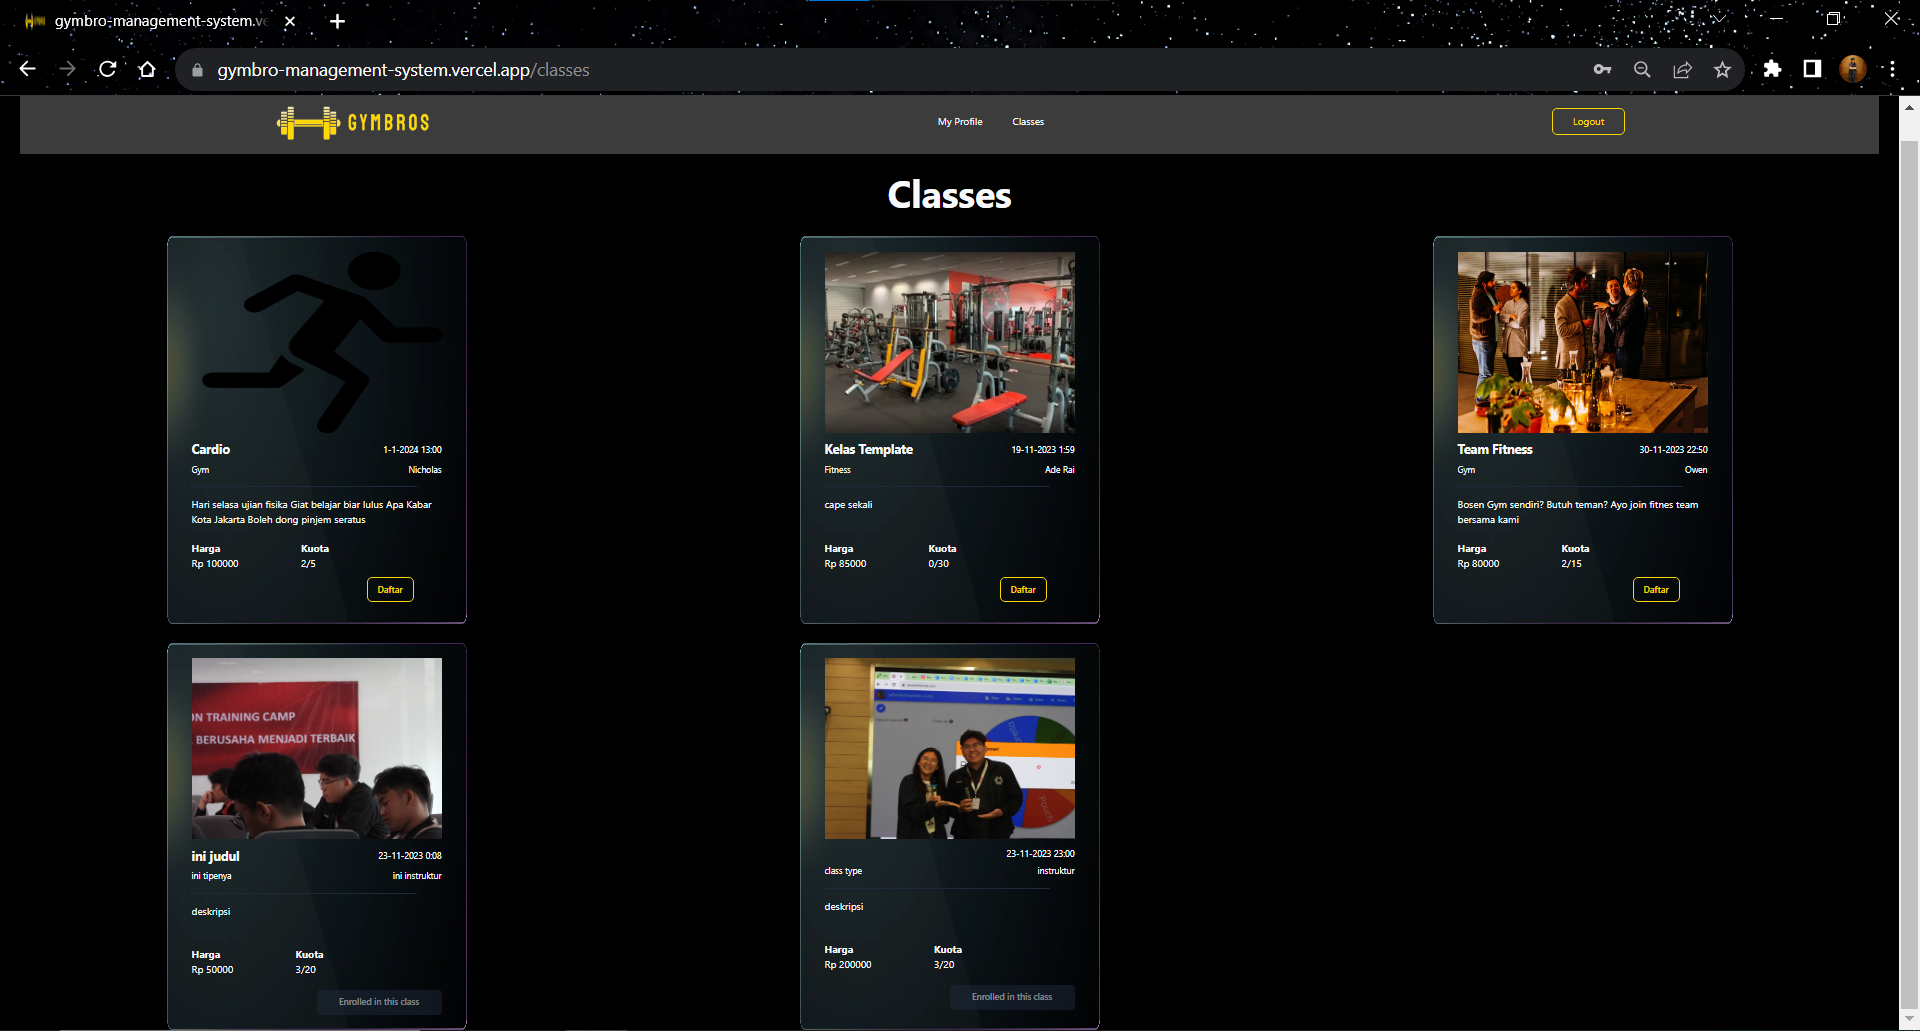 gymbro-management-system.ve
gymbro-management-system.vercel.app/classes
GYMBROS
My Profile
Classes
Logout
Classes
Cardio
1-1-2024 13:00
Gym
Nicholas
Hari selasa ujian fisika Giat belajar biar lulus Apa Kabar
Kota Jakarta Boleh dong pinjem seratus
Harga
Kuota
Rp 100000
2/5
Daftar
Kelas Template
19-11-2023 1:59
Fitness
Ade Rai
cape sekali
Harga
Kuota
Rp 85000
0/30
Daftar
Team Fitness
30-11-2023 22:50
Gym
Owen
Bosen Gym sendiri? Butuh teman? Ayo join fitnes team
bersama kami
Harga
Kuota
Rp 80000
2/15
Daftar
ON TRAINING CAMP
BERUSAHA MENJADI TERBAIK
ini judul
23-11-2023 0:08
ini tipenya
ini instruktur
deskripsi
Harga
Kuota
Rp 50000
3/20
Enrolled in this class
Pouch
23-11-2023 23:00
class type
instruktur
deskripsi
Harga
Kuota
Rp 200000
3/20
Enrolled in this class